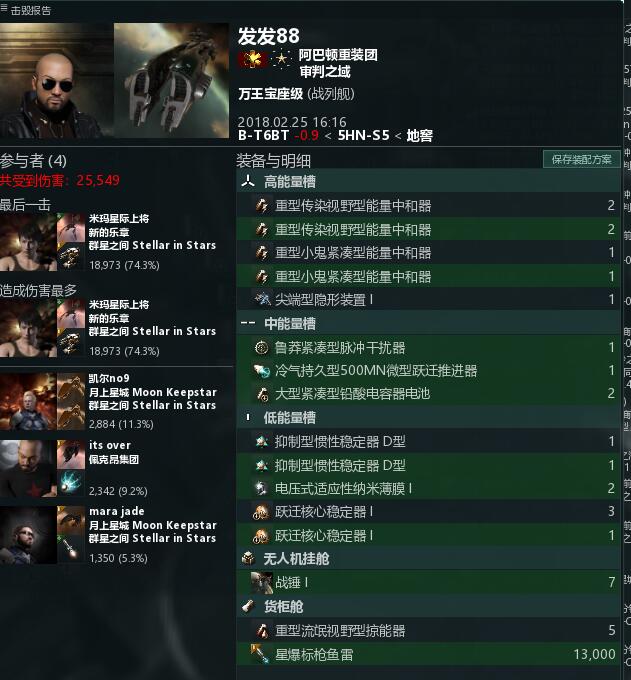 击毁报告
发发88
阿巴顿重装团
审判之域
万王宝座级 (战列舰)
2018.02.25 16:16
B-T6BT -0.9 < 5HN-S5 < 地窖
参与者 (4)
共受到伤害: 25,549
最后一击
米玛星际上将
新的乐章
群星之间 Stellar in Stars
18,973 (74.3%)
造成伤害最多
米玛星际上将
新的乐章
群星之间 Stellar in Stars
18,973 (74.3%)
凯尔no9
月上星城 Moon Keepstar
群星之间 Stellar in Stars
2,884 (11.3%)
its over
佩克昂集团
2,342 (9.2%)
mara jade
月上星城 Moon Keepstar
群星之间 Stellar in Stars
1,350 (5.3%)
装备与明细
保存装配方案
高能量槽
重型传染视野型能量中和器 2
重型传染视野型能量中和器 2
重型小鬼紧凑型能量中和器 1
重型小鬼紧凑型能量中和器 1
尖端型隐形装置 I 1
中能量槽
鲁莽紧凑型脉冲干扰器 1
冷气持久型500MN微型跃迁推进器 1
大型紧凑型铅酸电容器电池 2
低能量槽
抑制型惯性稳定器 D型 1
抑制型惯性稳定器 D型 1
电压式适应性纳米薄膜 I 2
跃迁核心稳定器 I 3
跃迁核心稳定器 I 1
无人机挂舱
战锤 I 7
货柜舱
重型流氓视野型掠能器 5
星爆标枪鱼雷 13,000